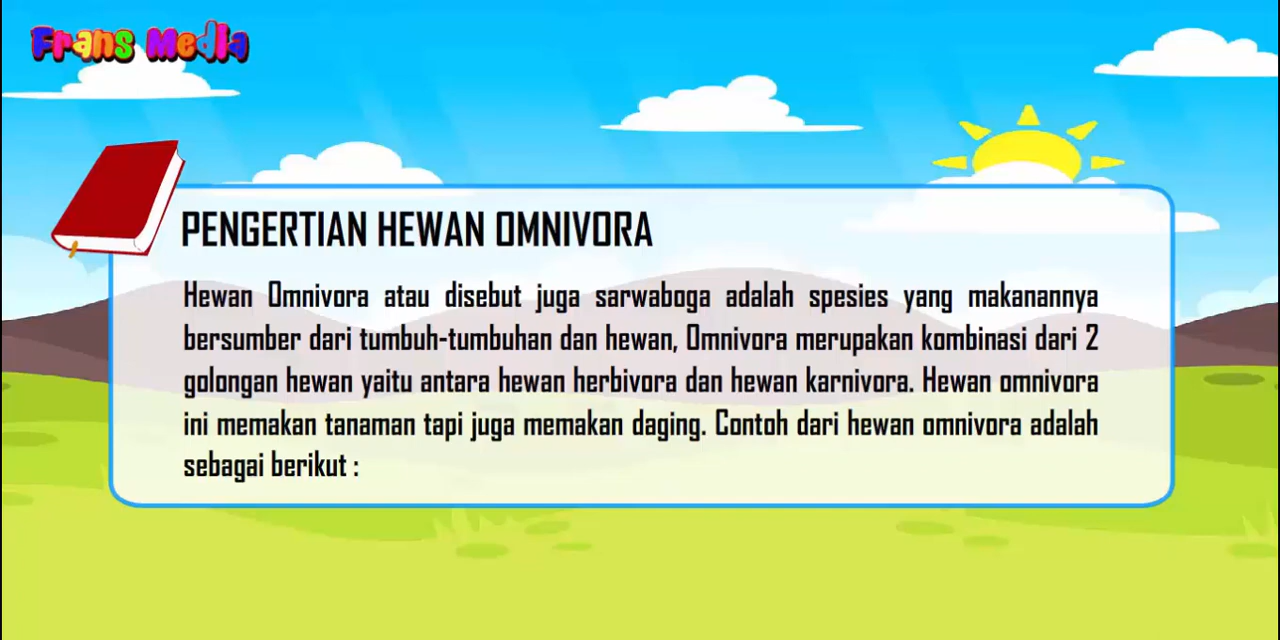 Frans Media
PENGERTIAN HEWAN OMNIVORA
Hewan Omnivora atau disebut juga sarwaboga adalah spesies yang makanannya
bersumber dari tumbuh-tumbuhan dan hewan, Omnivora merupakan kombinasi dari 2
golongan hewan yaitu antara hewan herbivora dan hewan karnivora. Hewan omnivora
ini memakan tanaman tapi juga memakan daging. Contoh dari hewan omnivora adalah
sebagai berikut :